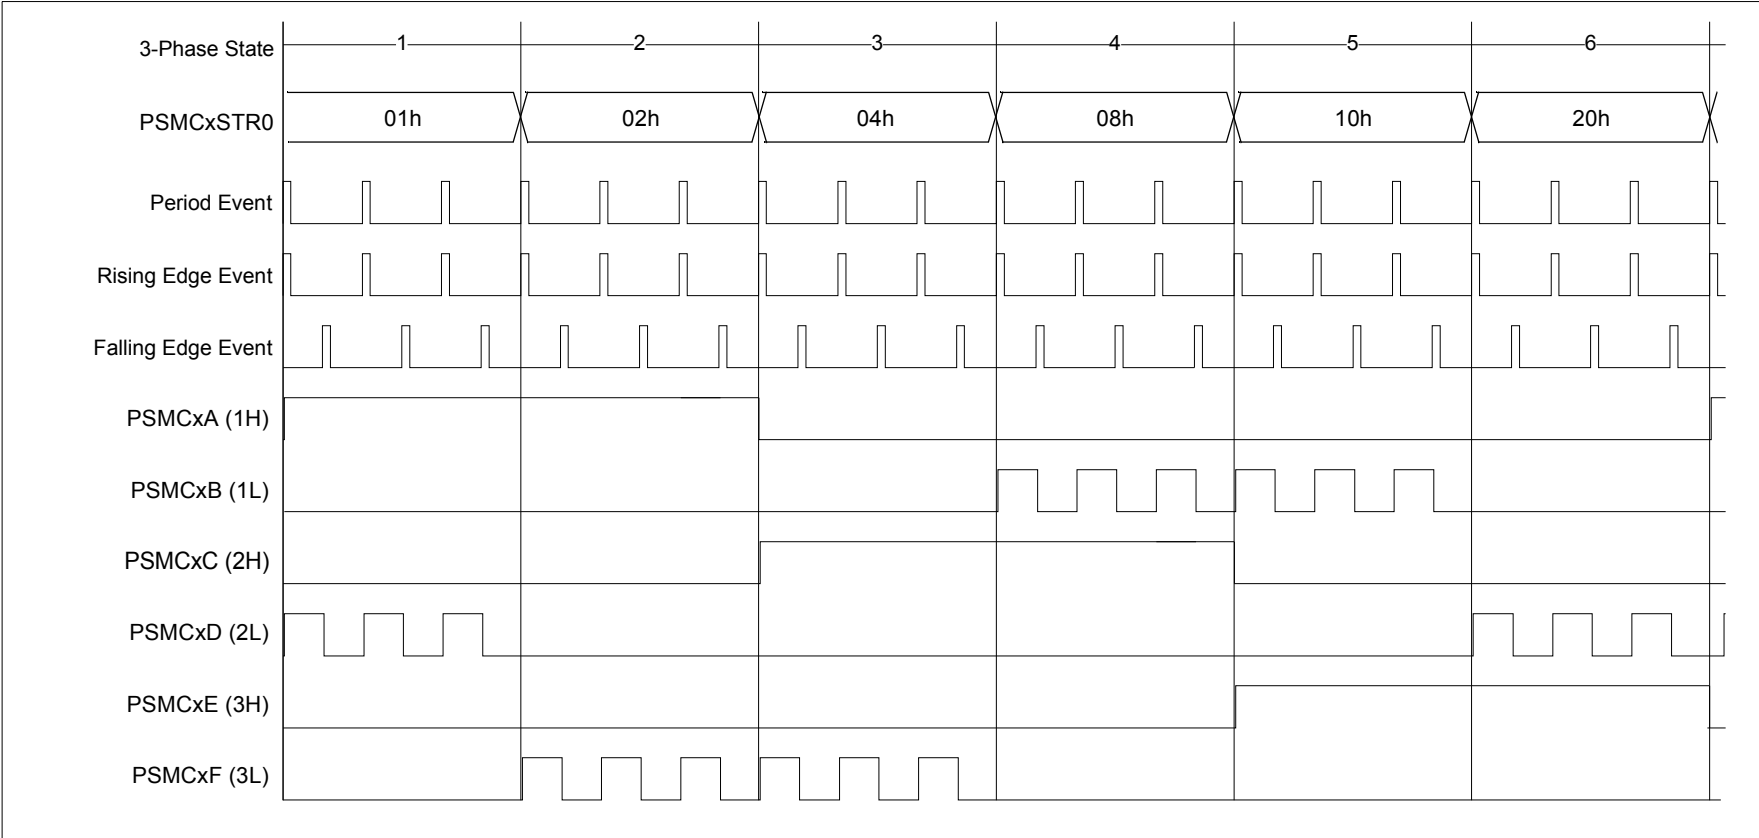 3-Phase State 1 2 3 4 5 6
PSMCxSTR0 01h 02h 04h 08h 10h 20h
Period Event
Rising Edge Event
Falling Edge Event
PSMCxA (1H)
PSMCxB (1L)
PSMCxC (2H)
PSMCxD (2L)
PSMCxE (3H)
PSMCxF (3L)